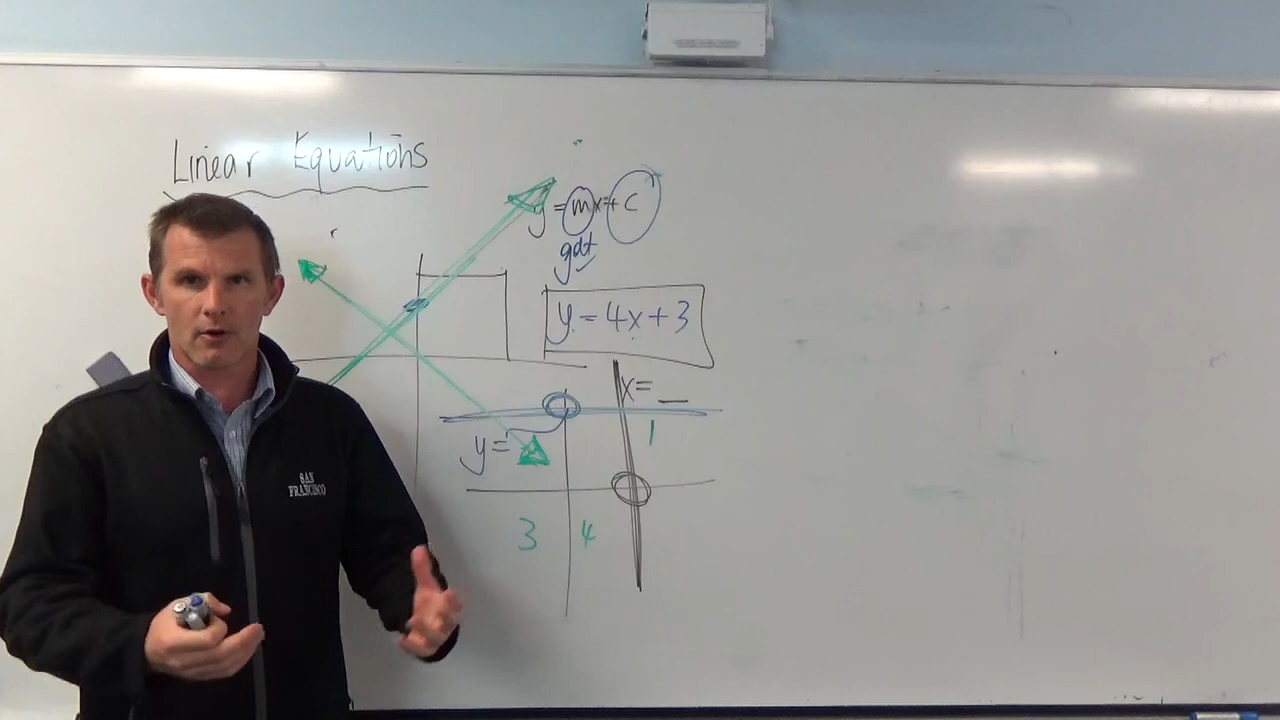 Linear Equations
y = mx + c
gdt
y = 4x + 3
x = _
1
y =
3 4
SAN
FRANCISCO